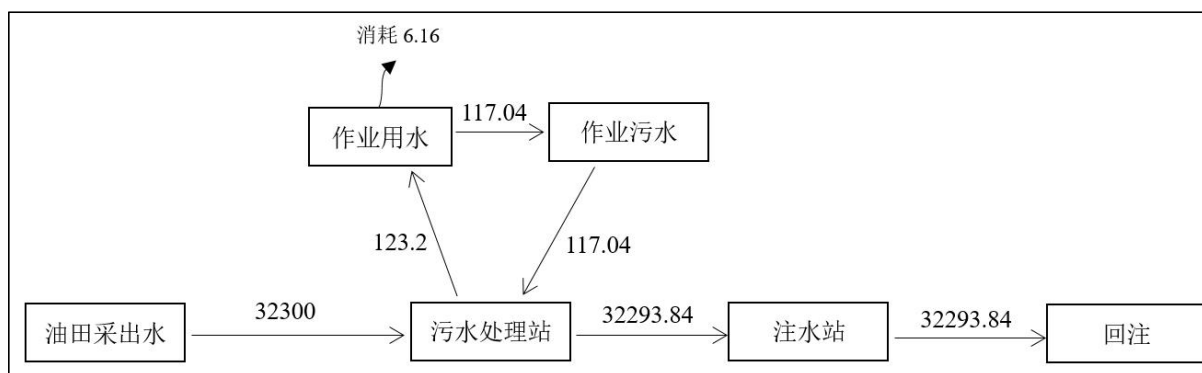 消耗 6.16
作业用水
117.04
作业污水
123.2
117.04
油田采出水
32300
污水处理站
32293.84
注水站
32293.84
回注